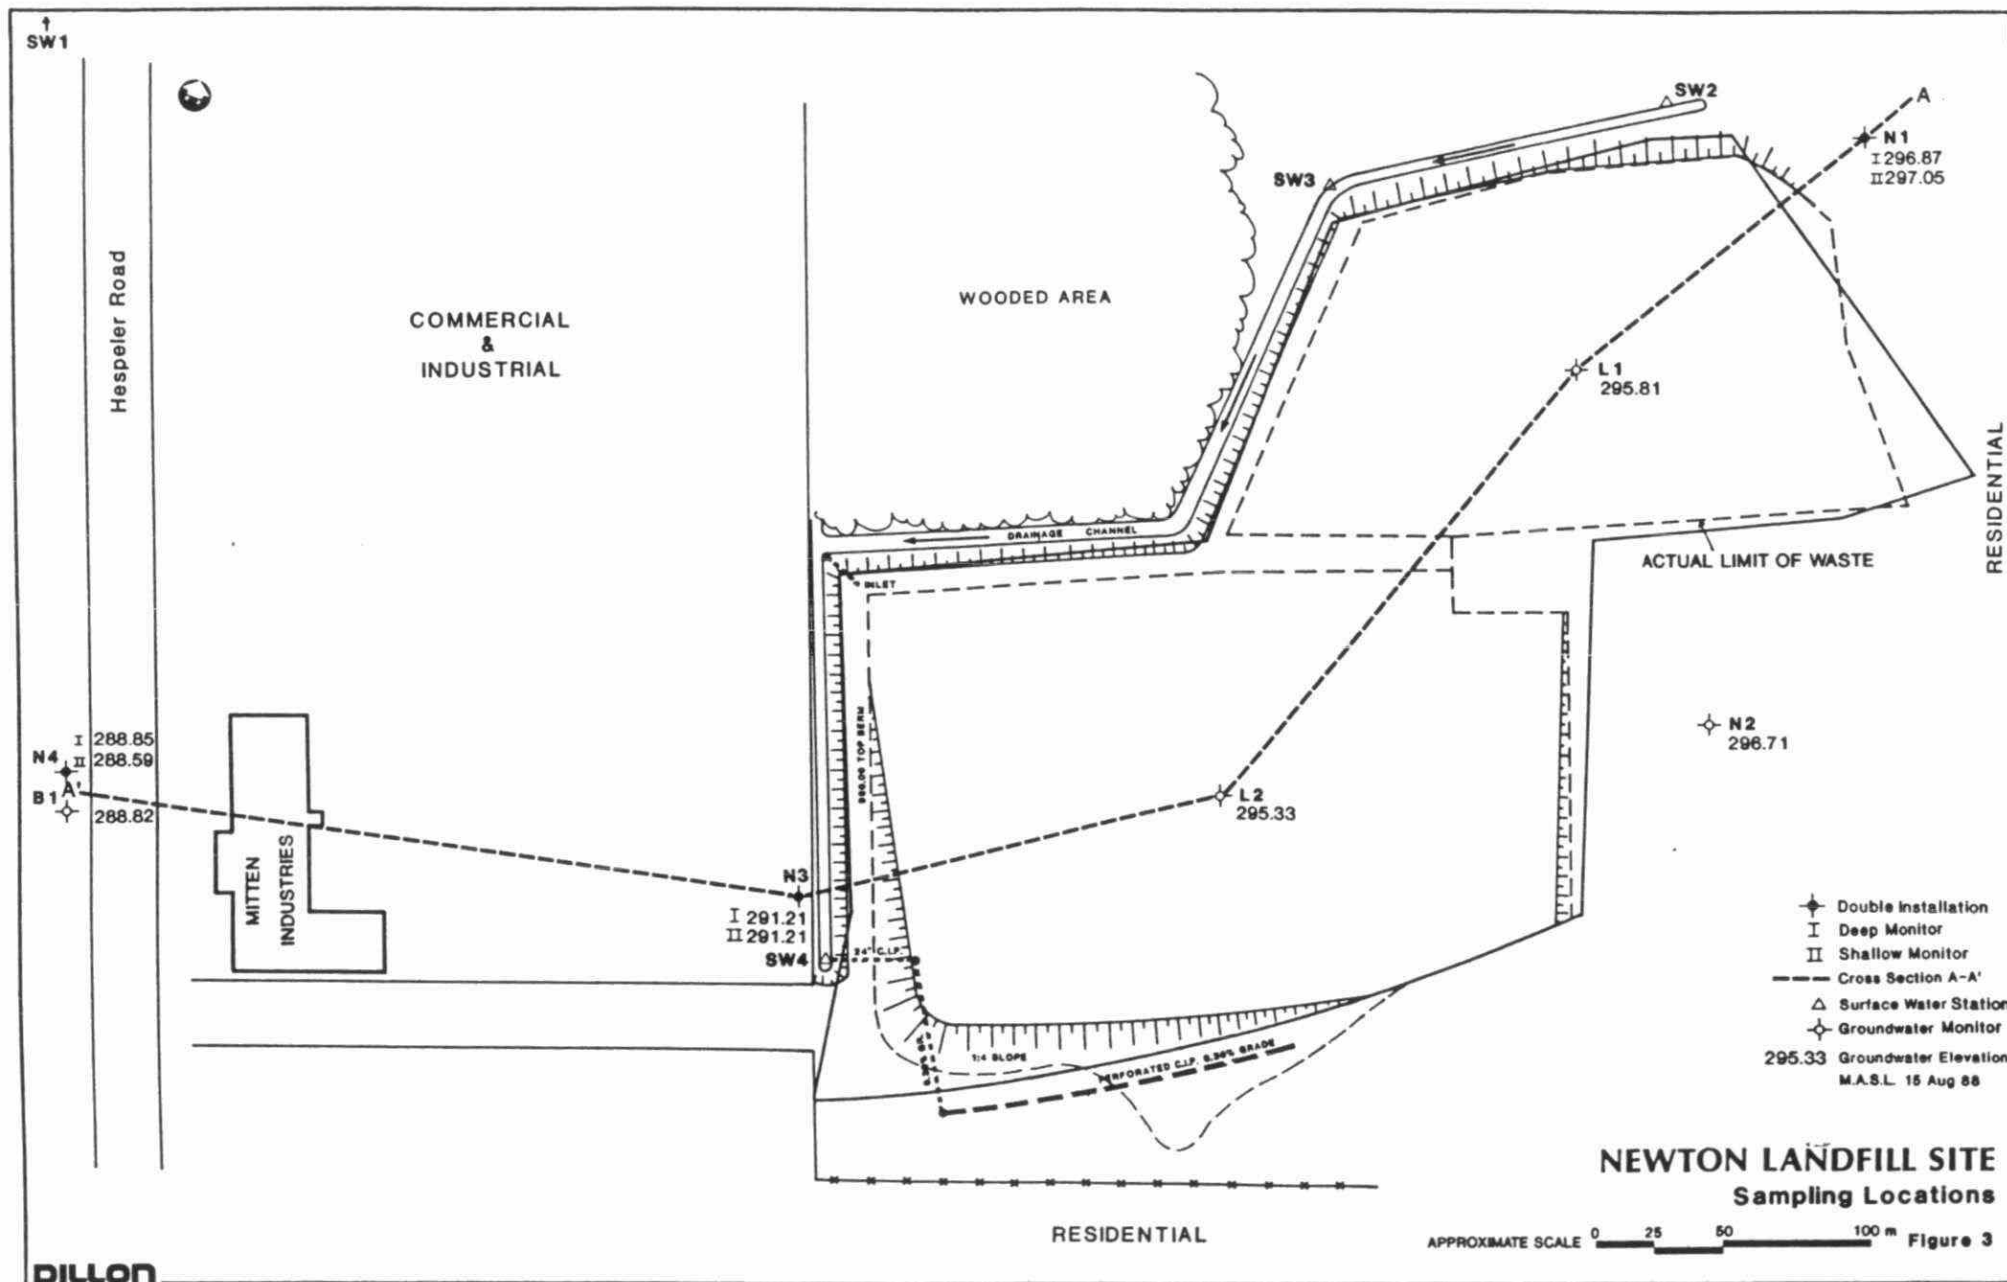 SW1
SW2
A
N1
I 296.87
II 297.05
SW3
Hespeler Road
COMMERCIAL
&
INDUSTRIAL
WOODED AREA
L1
295.81
RESIDENTIAL
DRAINAGE CHANNEL
INLET
ACTUAL LIMIT OF WASTE
TOP BERM
N2
296.71
I 288.85
N4 II 288.59
A'
B1
288.82
L2
295.33
MITTEN
INDUSTRIES
N3
I 291.21
II 291.21
SW4
24" C.I.P.
1:4 SLOPE
PERFORATED C.I.P. GRADE
Double Installation
I Deep Monitor
II Shallow Monitor
Cross Section A-A'
Surface Water Station
Groundwater Monitor
295.33 Groundwater Elevation
M.A.S.L. 15 Aug 88
NEWTON LANDFILL SITE
Sampling Locations
APPROXIMATE SCALE 0 25 50 100 m Figure 3
RESIDENTIAL
DILLON